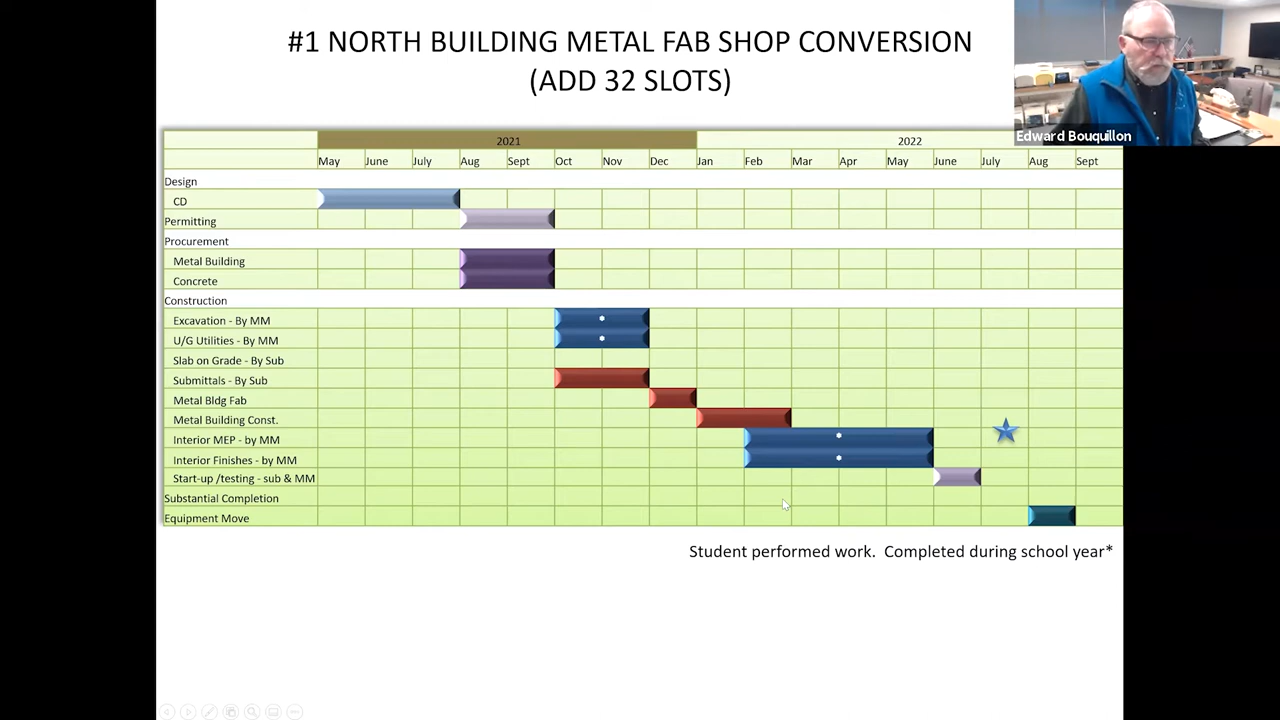 #1 NORTH BUILDING METAL FAB SHOP CONVERSION
(ADD 32 SLOTS)
Edward Bouquillon
2021 2022
May June July Aug Sept Oct Nov Dec Jan Feb Mar Apr May June July Aug Sept
Design
CD
Permitting
Procurement
Metal Building
Concrete
Construction
Excavation - By MM
U/G Utilities - By MM
Slab on Grade - By Sub
Submittals - By Sub
Metal Bldg Fab
Metal Building Const.
Interior MEP - by MM
Interior Finishes - by MM
Start-up /testing - sub & MM
Substantial Completion
Equipment Move
Student performed work. Completed during school year*